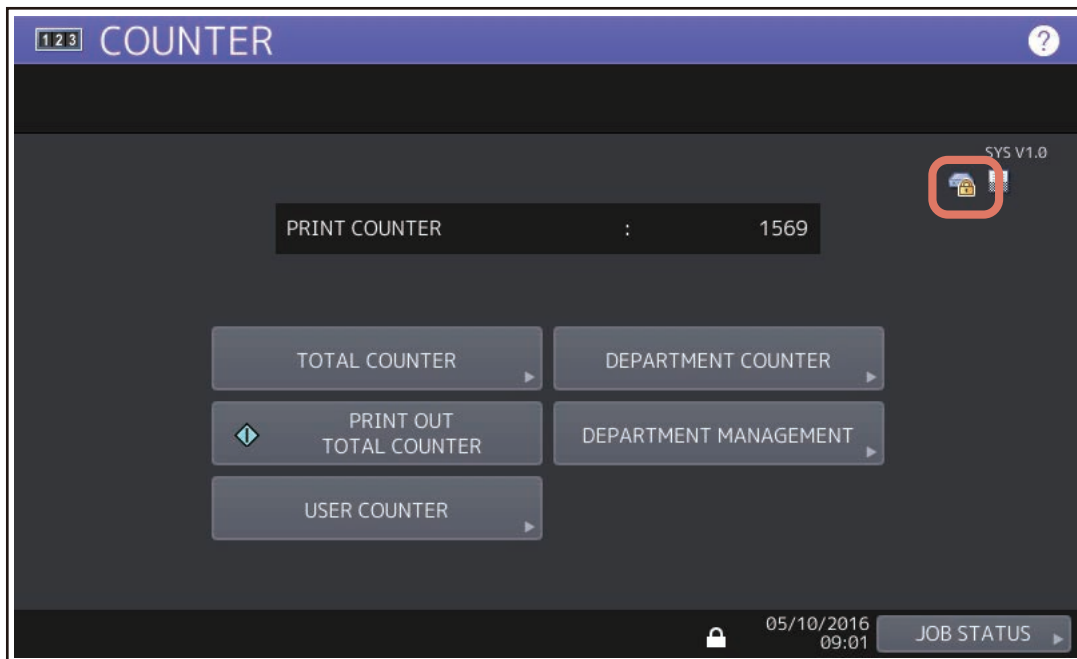 123 COUNTER ?
SYS V1.0
PRINT COUNTER : 1569
TOTAL COUNTER
DEPARTMENT COUNTER
PRINT OUT
TOTAL COUNTER
DEPARTMENT MANAGEMENT
USER COUNTER
05/10/2016
09:01
JOB STATUS